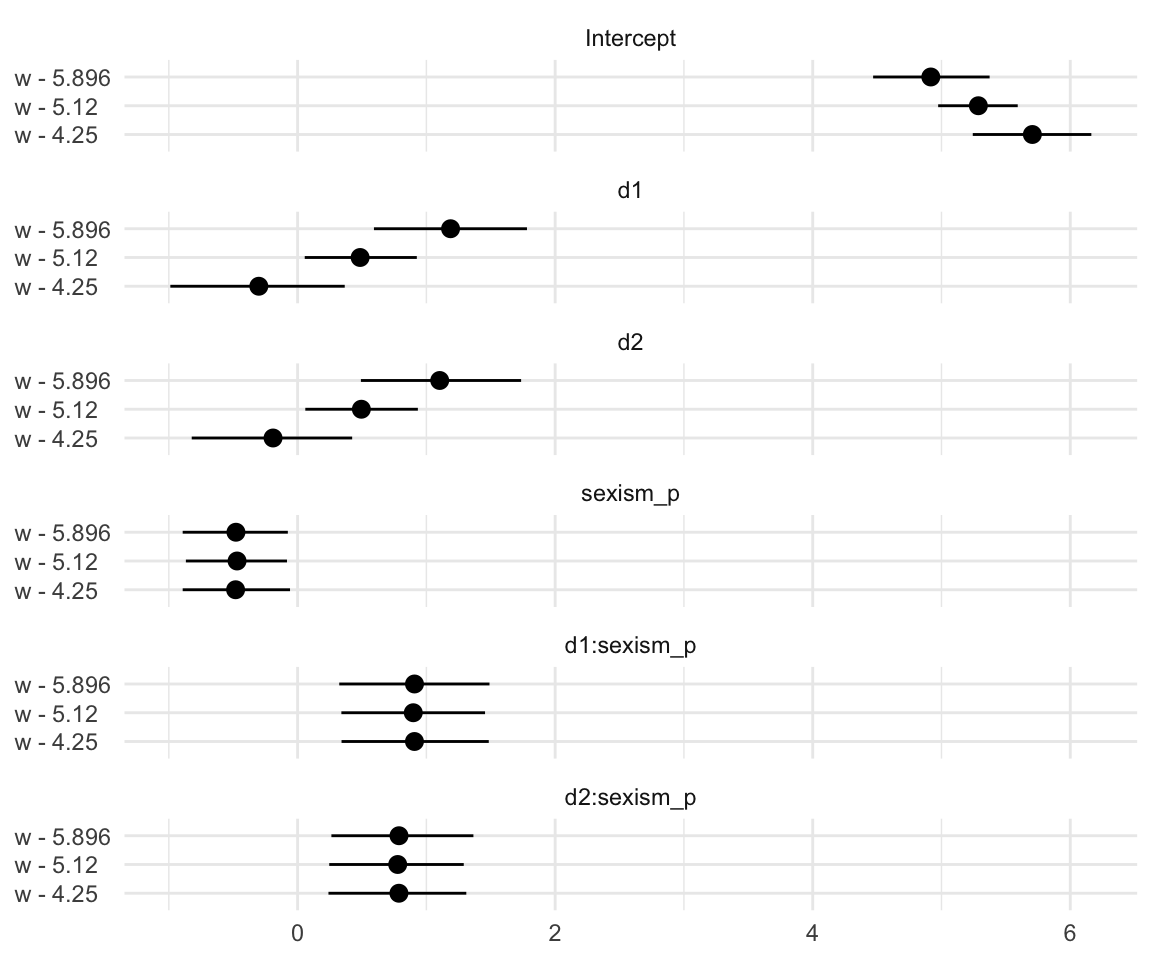 Intercept
w - 5.896
w - 5.12
w - 4.25
d1
w - 5.896
w - 5.12
w - 4.25
d2
w - 5.896
w - 5.12
w - 4.25
sexism_p
w - 5.896
w - 5.12
w - 4.25
d1:sexism_p
w - 5.896
w - 5.12
w - 4.25
d2:sexism_p
w - 5.896
w - 5.12
w - 4.25
0 2 4 6